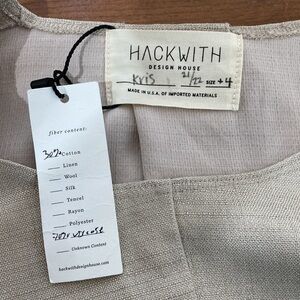 HACKWITH
DESIGN HOUSE
Kris 21/22 SIZE +4
MADE IN U.S.A. OF IMPORTED MATERIALS
fiber content:
30% Cotton
Linen
Wool
Silk
Tencel
Rayon
Polyester
70% viscose
Unknown Content
hackwithdesignhouse.com